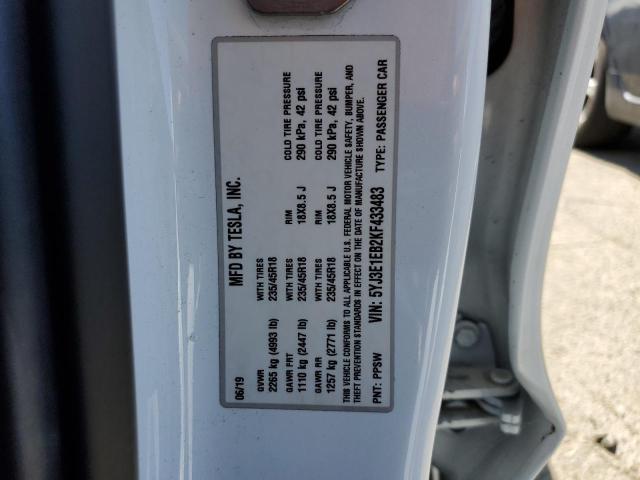 MFD BY TESLA, INC.
06/19
GVWR WITH TIRES RIM COLD TIRE PRESSURE
2265 kg (4993 lb) 235/45R18 18X8.5 J 290 kPa, 42 psi
GAWR FRT
1110 kg (2447 lb) 235/45R18
GAWR RR WITH TIRES RIM COLD TIRE PRESSURE
1257 kg (2771 lb) 235/45R18 18X8.5 J 290 kPa, 42 psi
THIS VEHICLE CONFORMS TO ALL APPLICABLE U.S. FEDERAL MOTOR VEHICLE SAFETY, BUMPER, AND
THEFT PREVENTION STANDARDS IN EFFECT ON THE DATE OF MANUFACTURE SHOWN ABOVE.
PNT: PPSW VIN: 5YJ3E1EB2KF433483 TYPE: PASSENGER CAR